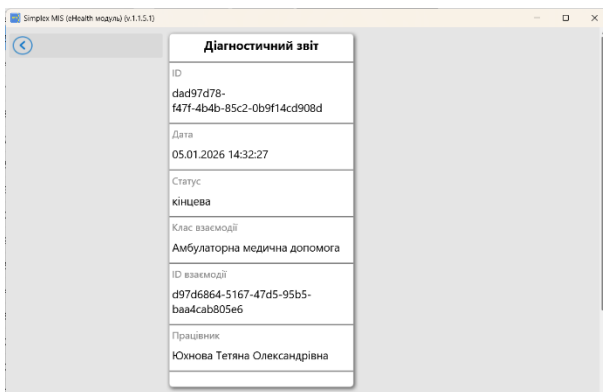 Simplex MIS (eHealth модуль) (v.1.1.5.1)
Діагностичний звіт
ID
dad97d78-
f47f-4b4b-85c2-0b9f14cd908d
Дата
05.01.2026 14:32:27
Статус
кінцева
Клас взаємодії
Амбулаторна медична допомога
ID взаємодії
d97d6864-5167-47d5-95b5-
baa4cab805e6
Працівник
Юхнова Тетяна Олександрівна